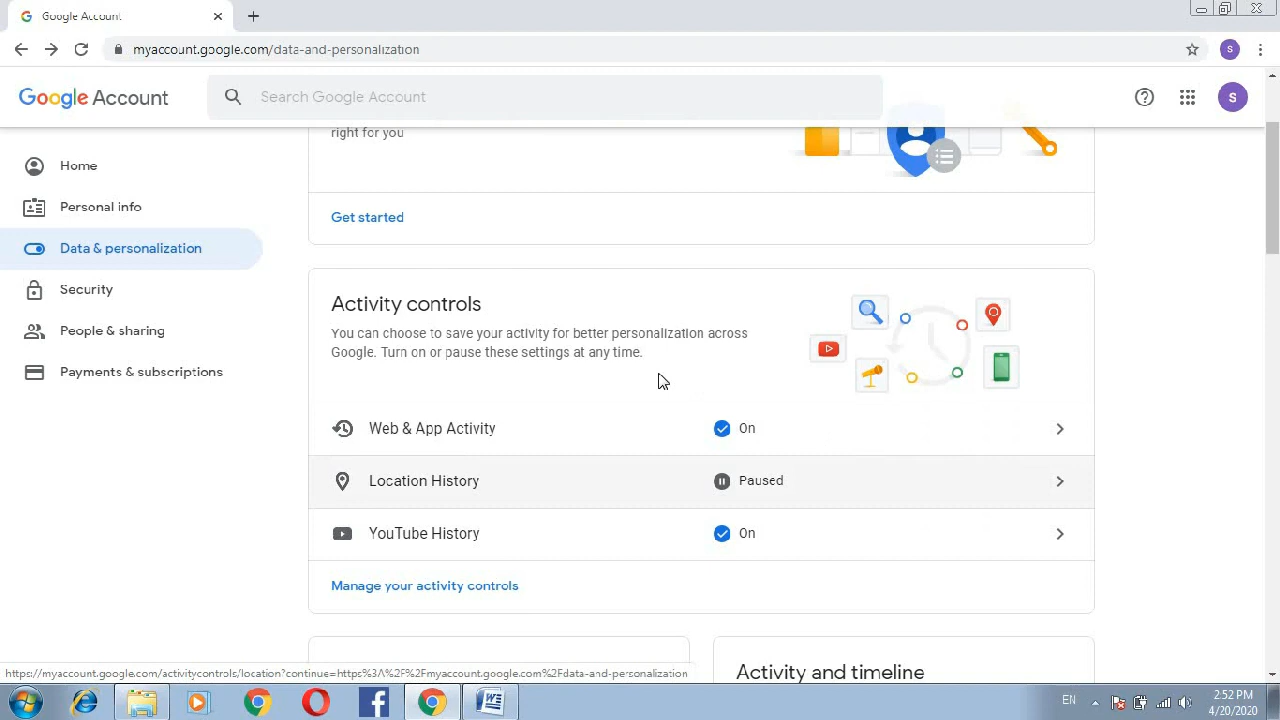 Google Account
myaccount.google.com/data-and-personalization
S
Google Account
Search Google Account
S
right for you
Home
Personal info
Get started
Data & personalization
Security
People & sharing
Payments & subscriptions
Activity controls
You can choose to save your activity for better personalization across
Google. Turn on or pause these settings at any time.
Web & App Activity
On
Location History
Paused
YouTube History
On
Manage your activity controls
Activity and timeline
https://myaccount.google.com/activitycontrols/location?continue=https%3A%2F%2Fmyaccount.google.com%2Fdata-and-personalization
EN
2:52 PM
4/20/2020